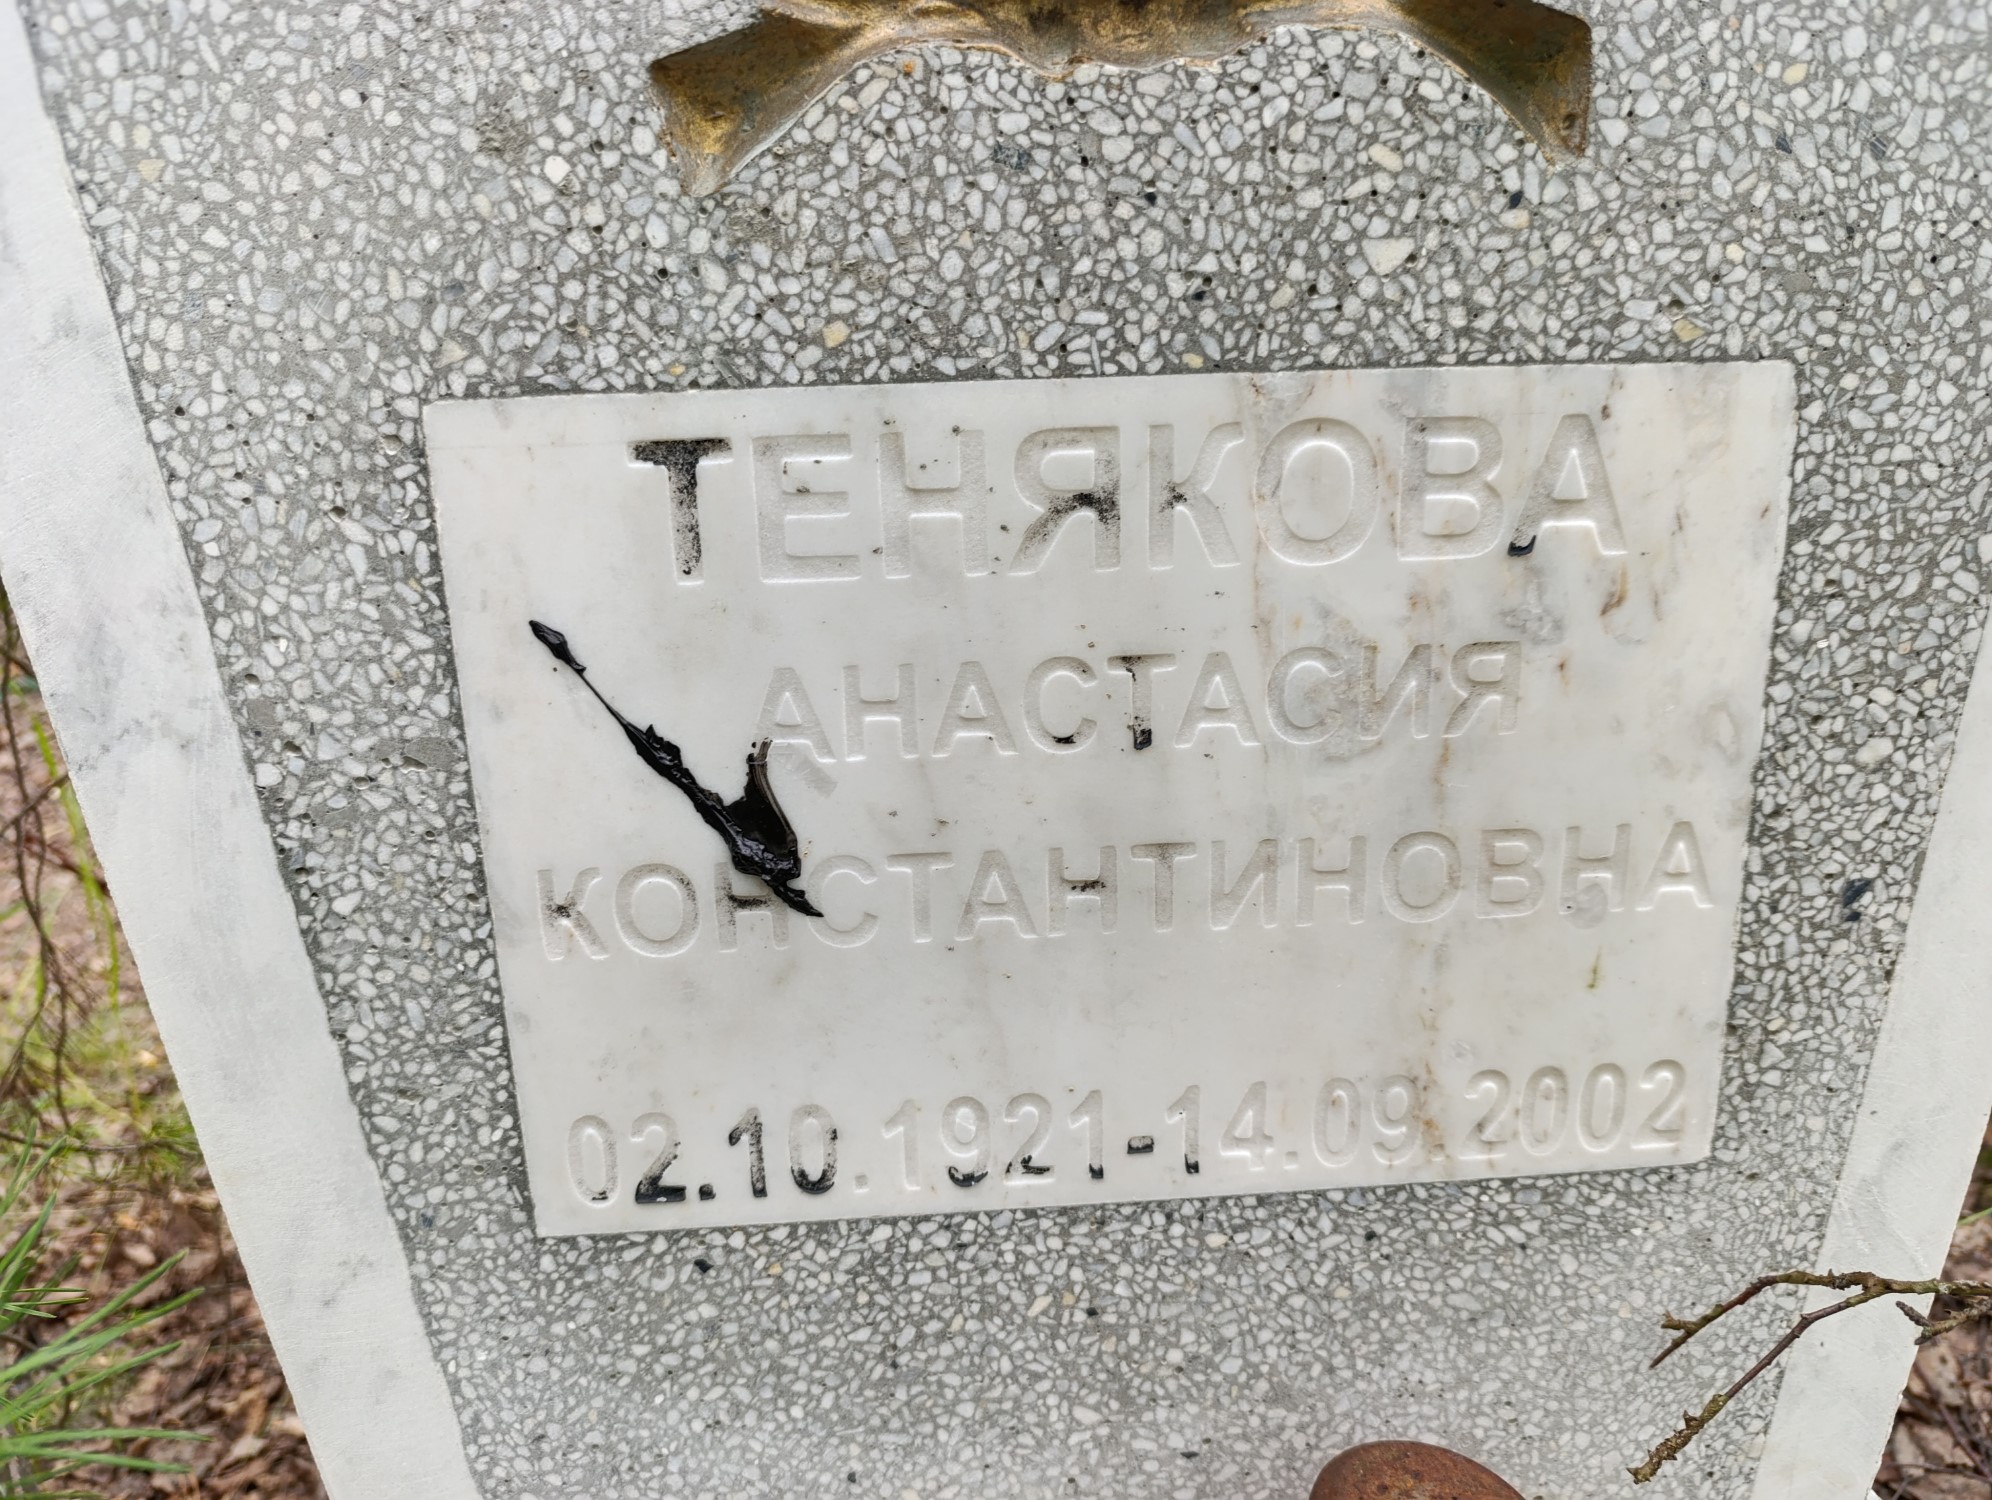 ТЕНЯКОВА
АНАСТАСИЯ
КОНСТАНТИНОВНА
02.10.1921-14.09.2002